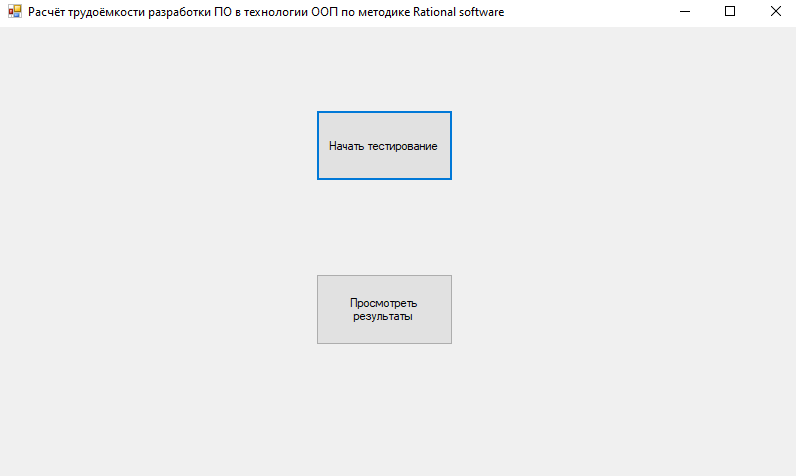 Расчёт трудоёмкости разработки ПО в технологии ООП по методике Rational software
Начать тестирование
Просмотреть
результаты